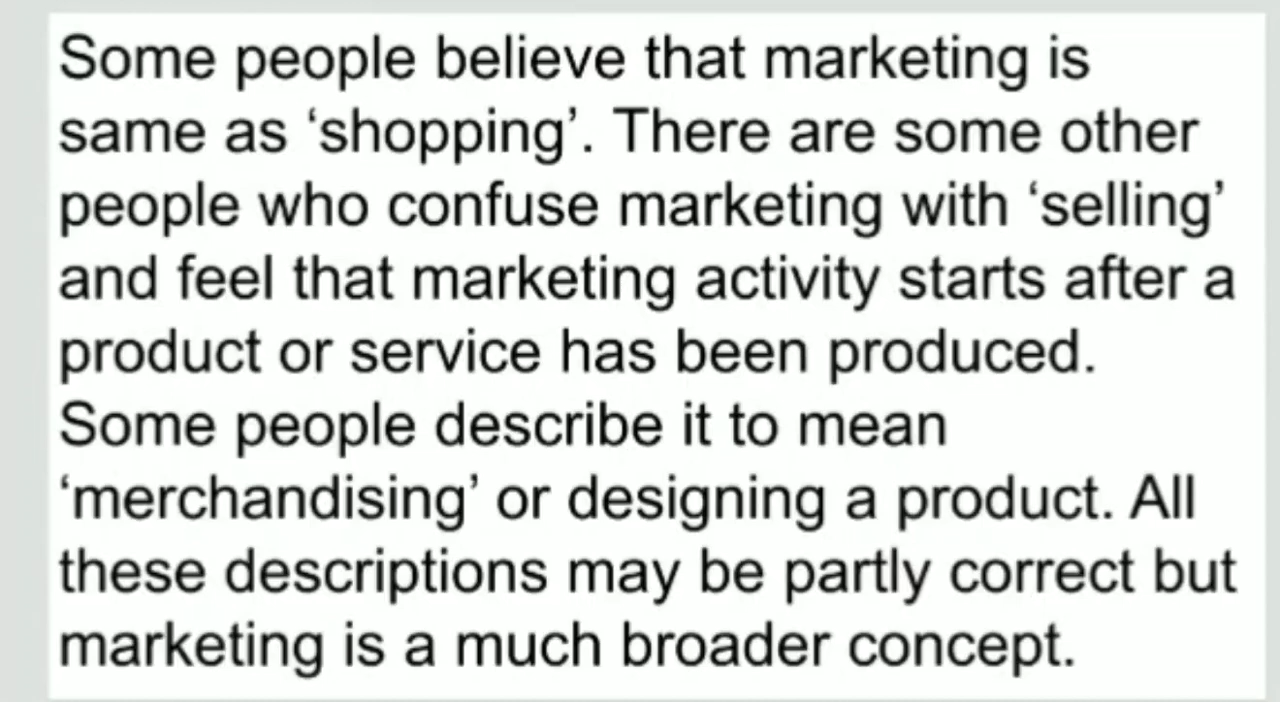 Some people believe that marketing is
same as ‘shopping’. There are some other
people who confuse marketing with ‘selling’
and feel that marketing activity starts after a
product or service has been produced.
Some people describe it to mean
‘merchandising’ or designing a product. All
these descriptions may be partly correct but
marketing is a much broader concept.